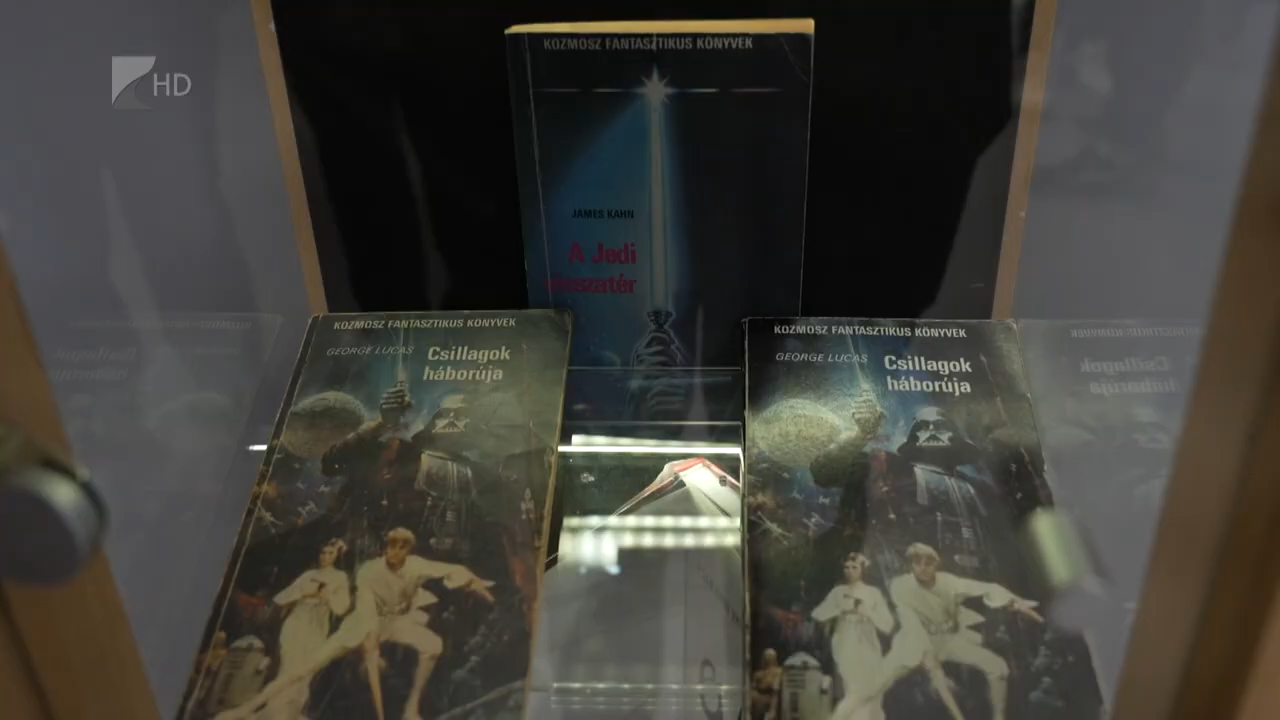 HD
KOZMOSZ FANTASZTIKUS KÖNYVEK
JAMES KAHN
A Jedi
visszatér
KOZMOSZ FANTASZTIKUS KÖNYVEK
GEORGE LUCAS
Csillagok
háborúja
KOZMOSZ FANTASZTIKUS KÖNYVEK
GEORGE LUCAS
Csillagok
háborúja